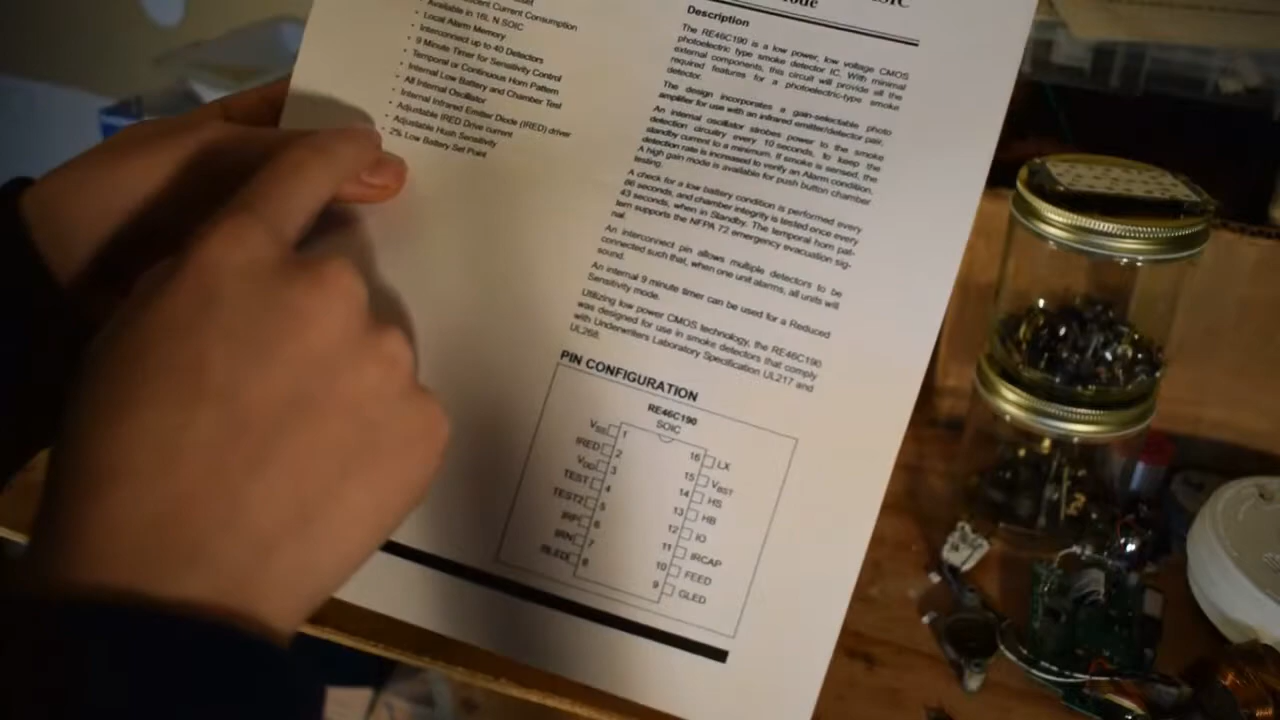 Current Consumption
Available in 16L N SOIC
Local Alarm Memory
Interconnect up to 40 Detectors
9 Minute Timer for Sensitivity Control
Temporal or Continuous Horn Pattern
Internal Low Battery and Chamber Test
All Internal Oscillator
Internal Infrared Emitter Diode (IRED) driver
Adjustable IRED Drive current
Adjustable Hush Sensitivity
2% Low Battery Set Point
Description
The RE46C190 is a low power, low voltage CMOS
photoelectric type smoke detector IC. With minimal
external components, this circuit will provide all the
required features for a photoelectric-type smoke
detector.
The design incorporates a gain-selectable photo
amplifier for use with an infrared emitter/detector pair.
An internal oscillator strobes power to the smoke
detection circuitry every 10 seconds, to keep the
standby current to a minimum. If smoke is sensed, the
detection rate is increased to verify an Alarm condition.
A high gain mode is available for push button chamber
testing.
A check for a low battery condition is performed every
86 seconds, and chamber integrity is tested once every
43 seconds, when in Standby. The temporal horn pat-
tern supports the NFPA 72 emergency evacuation sig-
nal.
An interconnect pin allows multiple detectors to be
connected such that, when one unit alarms, all units will
sound.
An internal 9 minute timer can be used for a Reduced
Sensitivity mode.
Utilizing low power CMOS technology, the RE46C190
was designed for use in smoke detectors that comply
with Underwriters Laboratory Specification UL217 and
UL268.
PIN CONFIGURATION
RE46C190
SOIC
VSS 1 16 LX
IRED 2 15 VBST
VDD 3 14 HS
TEST 4 13 HB
TEST2 5 12 IO
IRP 6 11 IRCAP
IRN 7 10 FEED
RLED 8 9 GLED